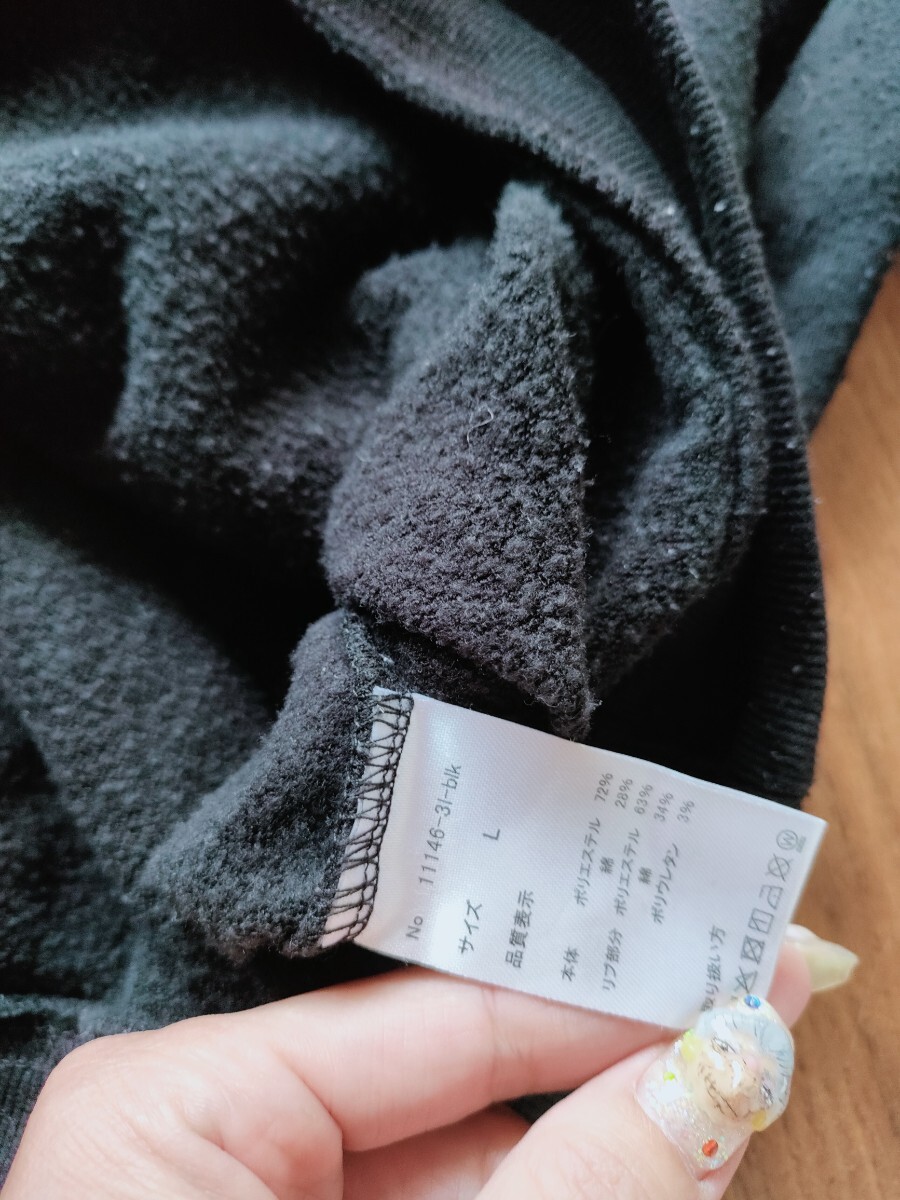 No 11146-3l-blk
サイズ L
品質表示
本体 ポリエステル 72%
綿 28%
リブ部分 ポリエステル 63%
綿 34%
ポリウレタン 3%
取り扱い方